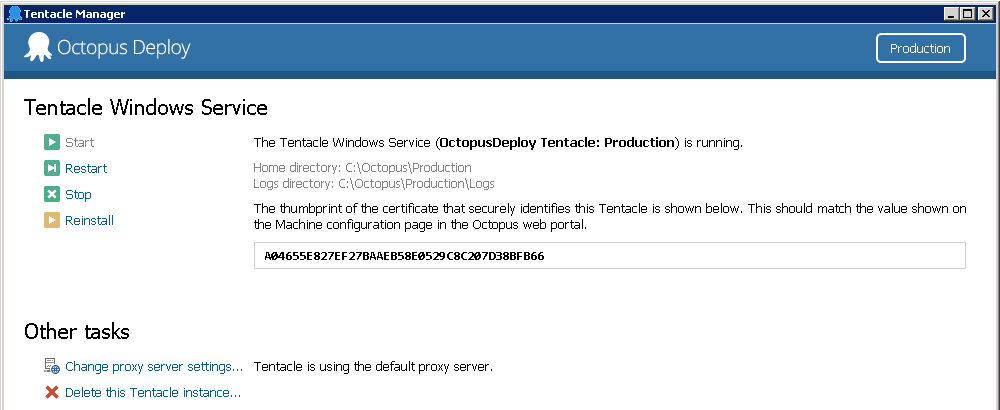 Tentacle Manager
Octopus Deploy
Production
Tentacle Windows Service
Start
The Tentacle Windows Service (OctopusDeploy Tentacle: Production) is running.
Restart
Home directory: C:\Octopus\Production
Logs directory: C:\Octopus\Production\Logs
Stop
Reinstall
The thumbprint of the certificate that securely identifies this Tentacle is shown below. This should match the value shown on
the Machine configuration page in the Octopus web portal.
A04655E827EF27BAAEB58E0529C8C207D38BFB66
Other tasks
Change proxy server settings...
Tentacle is using the default proxy server.
Delete this Tentacle instance...